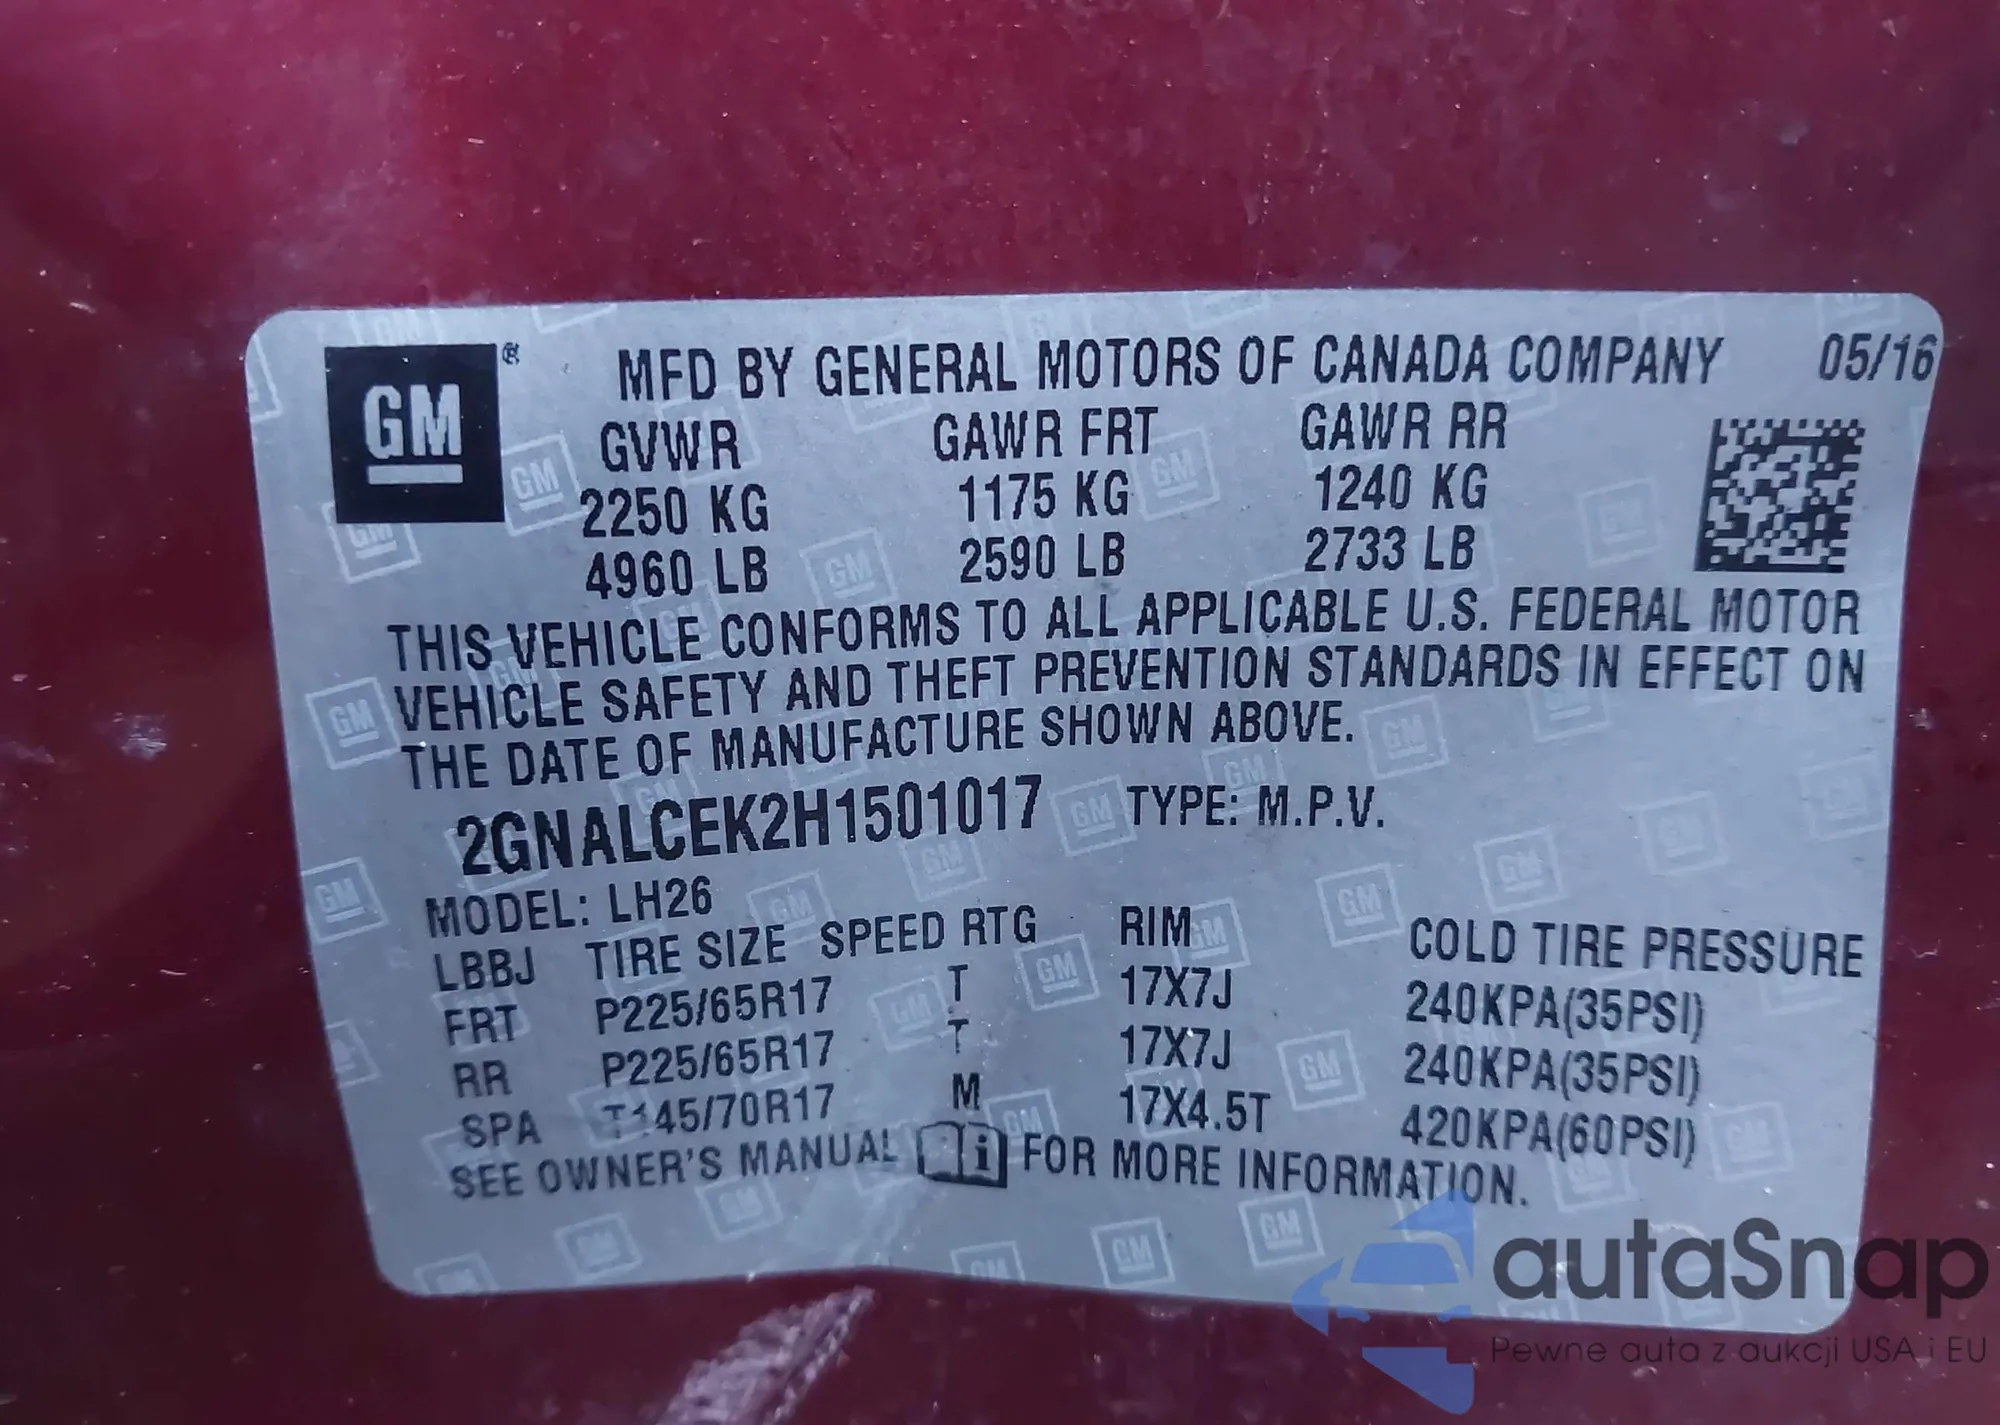 GM ® MFD BY GENERAL MOTORS OF CANADA COMPANY 05/16
GVWR GAWR FRT GAWR RR
2250 KG 1175 KG 1240 KG
4960 LB 2590 LB 2733 LB
THIS VEHICLE CONFORMS TO ALL APPLICABLE U.S. FEDERAL MOTOR
VEHICLE SAFETY AND THEFT PREVENTION STANDARDS IN EFFECT ON
THE DATE OF MANUFACTURE SHOWN ABOVE.
2GNALCEK2H1501017 TYPE: M.P.V.
MODEL: LH26
LBBJ TIRE SIZE SPEED RTG RIM COLD TIRE PRESSURE
FRT P225/65R17 T 17X7J 240KPA(35PSI)
RR P225/65R17 T 17X7J 240KPA(35PSI)
SPA T145/70R17 M 17X4.5T 420KPA(60PSI)
SEE OWNER'S MANUAL i FOR MORE INFORMATION.
autaSnap
Pewne auta z aukcji USA i EU